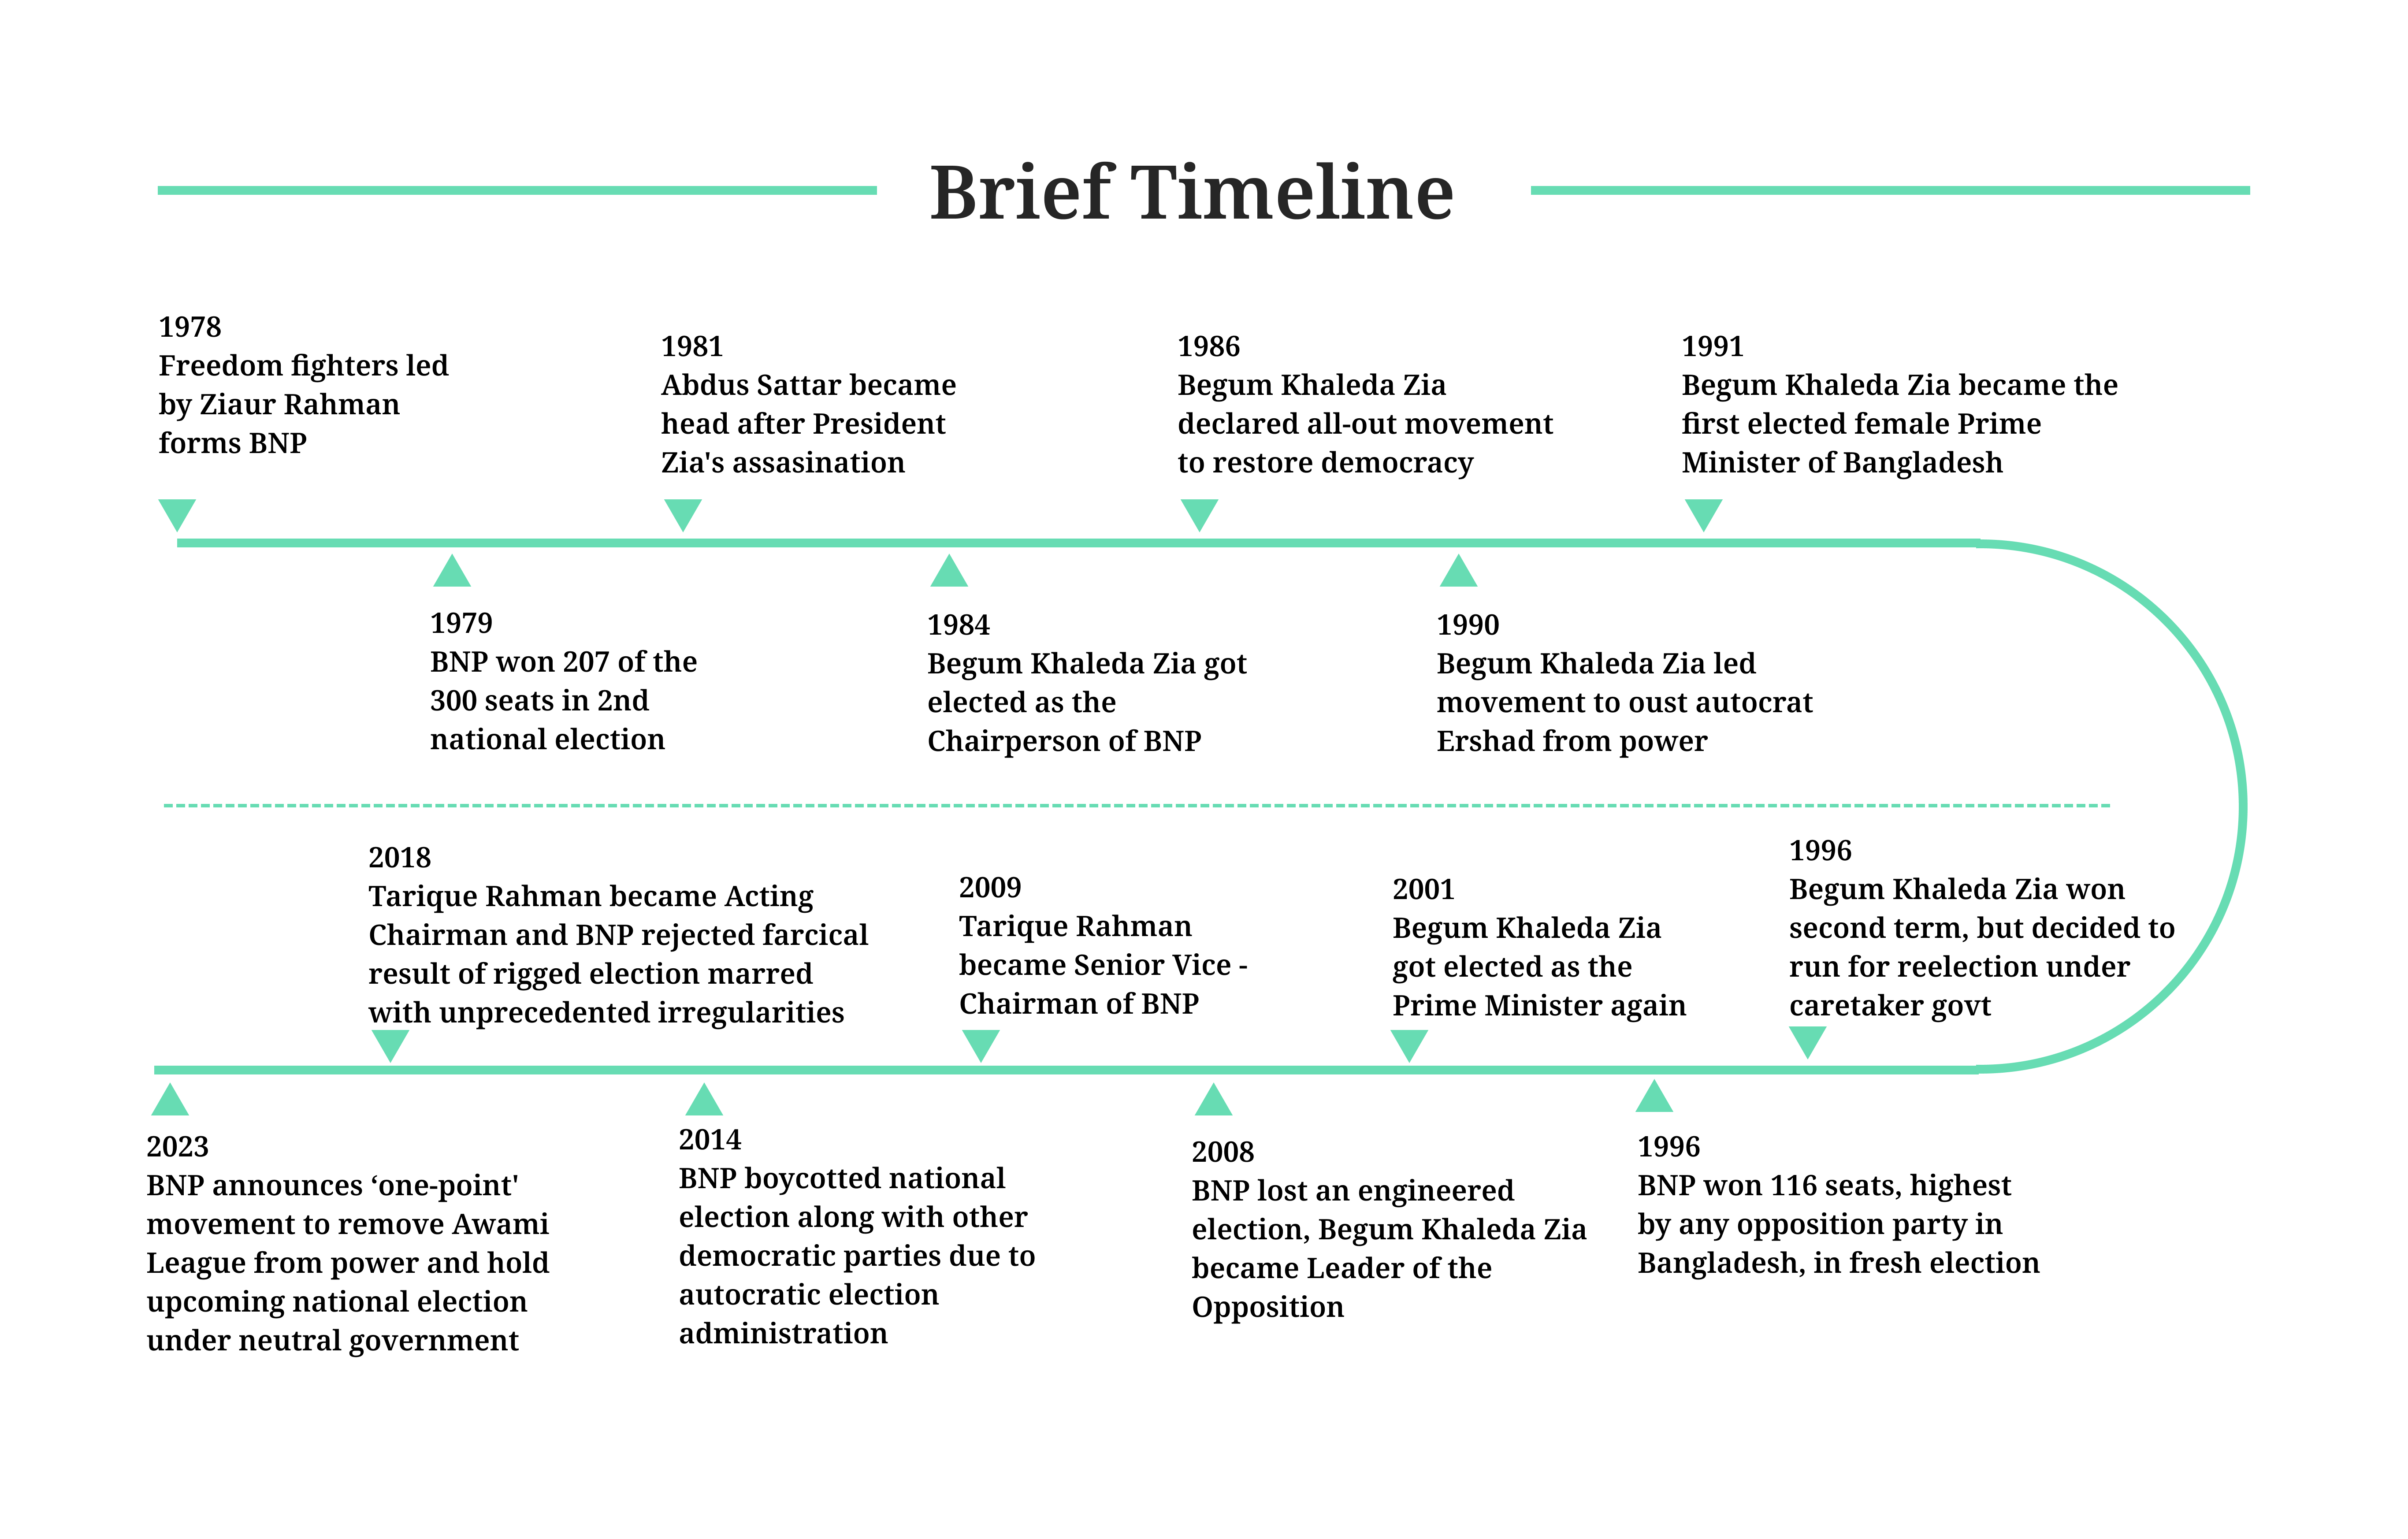 Brief Timeline
1978
Freedom fighters led
by Ziaur Rahman
forms BNP
1979
BNP won 207 of the
300 seats in 2nd
national election
1981
Abdus Sattar became
head after President
Zia's assasination
1984
Begum Khaleda Zia got
elected as the
Chairperson of BNP
1986
Begum Khaleda Zia
declared all-out movement
to restore democracy
1990
Begum Khaleda Zia led
movement to oust autocrat
Ershad from power
1991
Begum Khaleda Zia became the
first elected female Prime
Minister of Bangladesh
1996
Begum Khaleda Zia won
second term, but decided to
run for reelection under
caretaker govt
1996
BNP won 116 seats, highest
by any opposition party in
Bangladesh, in fresh election
2001
Begum Khaleda Zia
got elected as the
Prime Minister again
2008
BNP lost an engineered
election, Begum Khaleda Zia
became Leader of the
Opposition
2009
Tarique Rahman
became Senior Vice -
Chairman of BNP
2014
BNP boycotted national
election along with other
democratic parties due to
autocratic election
administration
2018
Tarique Rahman became Acting
Chairman and BNP rejected farcical
result of rigged election marred
with unprecedented irregularities
2023
BNP announces ‘one-point'
movement to remove Awami
League from power and hold
upcoming national election
under neutral government